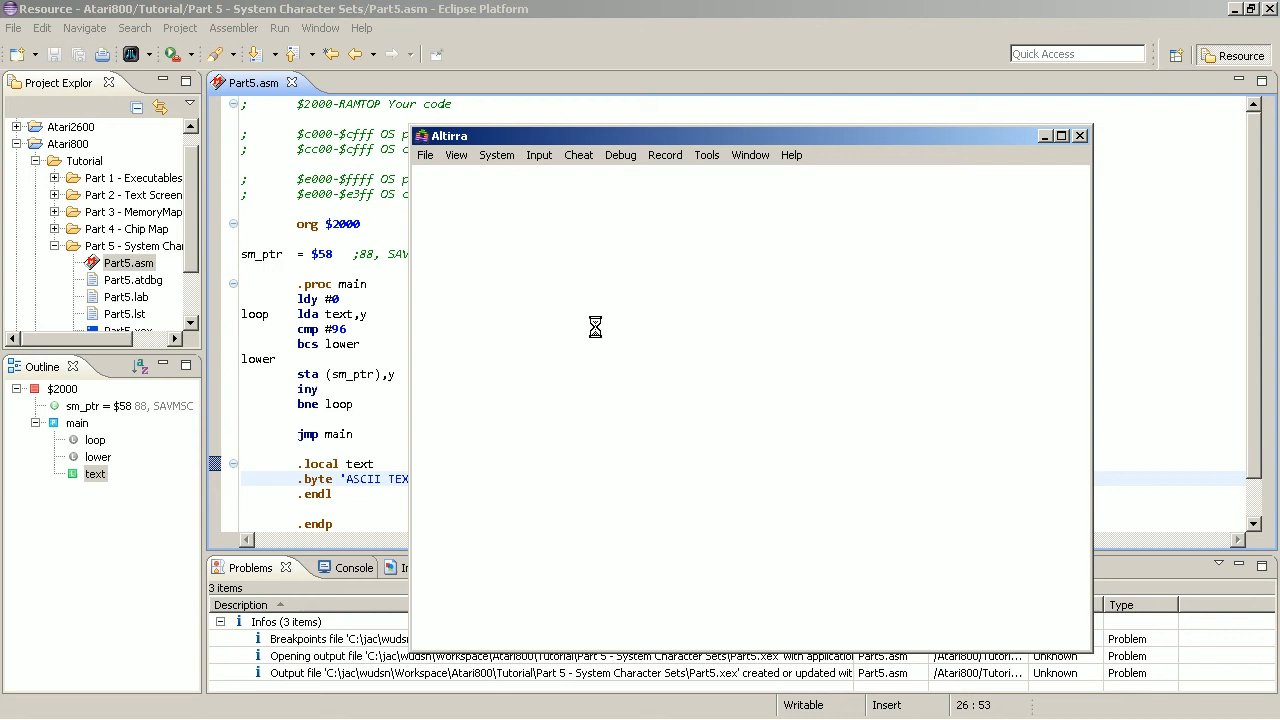 Resource - Atari800/Tutorial/Part 5 - System Character Sets/Part5.asm - Eclipse Platform
File Edit Navigate Search Project Assembler Run Window Help
Quick Access
Resource
Project Explor
Part5.asm
Atari2600
Atari800
Tutorial
Part 1 - Executables
Part 2 - Text Screen
Part 3 - MemoryMap
Part 4 - Chip Map
Part 5 - System Char
Part5.asm
Part5.atdbg
Part5.lab
Part5.lst
Part5.xex
Outline
$2000
sm_ptr = $58 88, SAVMSC
main
loop
lower
text
; $2000-RAMTOP Your code
; $c000-$cfff OS p
; $cc00-$cfff OS c
; $e000-$ffff OS p
; $e000-$e3ff OS c
org $2000
sm_ptr = $58 ;88, SAV
.proc main
ldy #0
loop lda text,y
cmp #96
bcs lower
lower
sta (sm_ptr),y
iny
bne loop
jmp main
.local text
.byte 'ASCII TEX
.endl
.endp
Altirra
File View System Input Cheat Debug Record Tools Window Help
Problems Console
3 items
Description Type
Infos (3 items)
Breakpoints file 'C:\jac\wudsn Problem
Opening output file 'C:\jac\wudsn\Workspace\Atari800\Tutorial\Part 5 - System Character Sets\Part5.xex' with applicatio Part5.asm /Atari800/Tutori... Unknown Problem
Output file 'C:\jac\wudsn\Workspace\Atari800\Tutorial\Part 5 - System Character Sets\Part5.xex' created or updated wit Part5.asm /Atari800/Tutori... Unknown Problem
Writable Insert 26 : 53